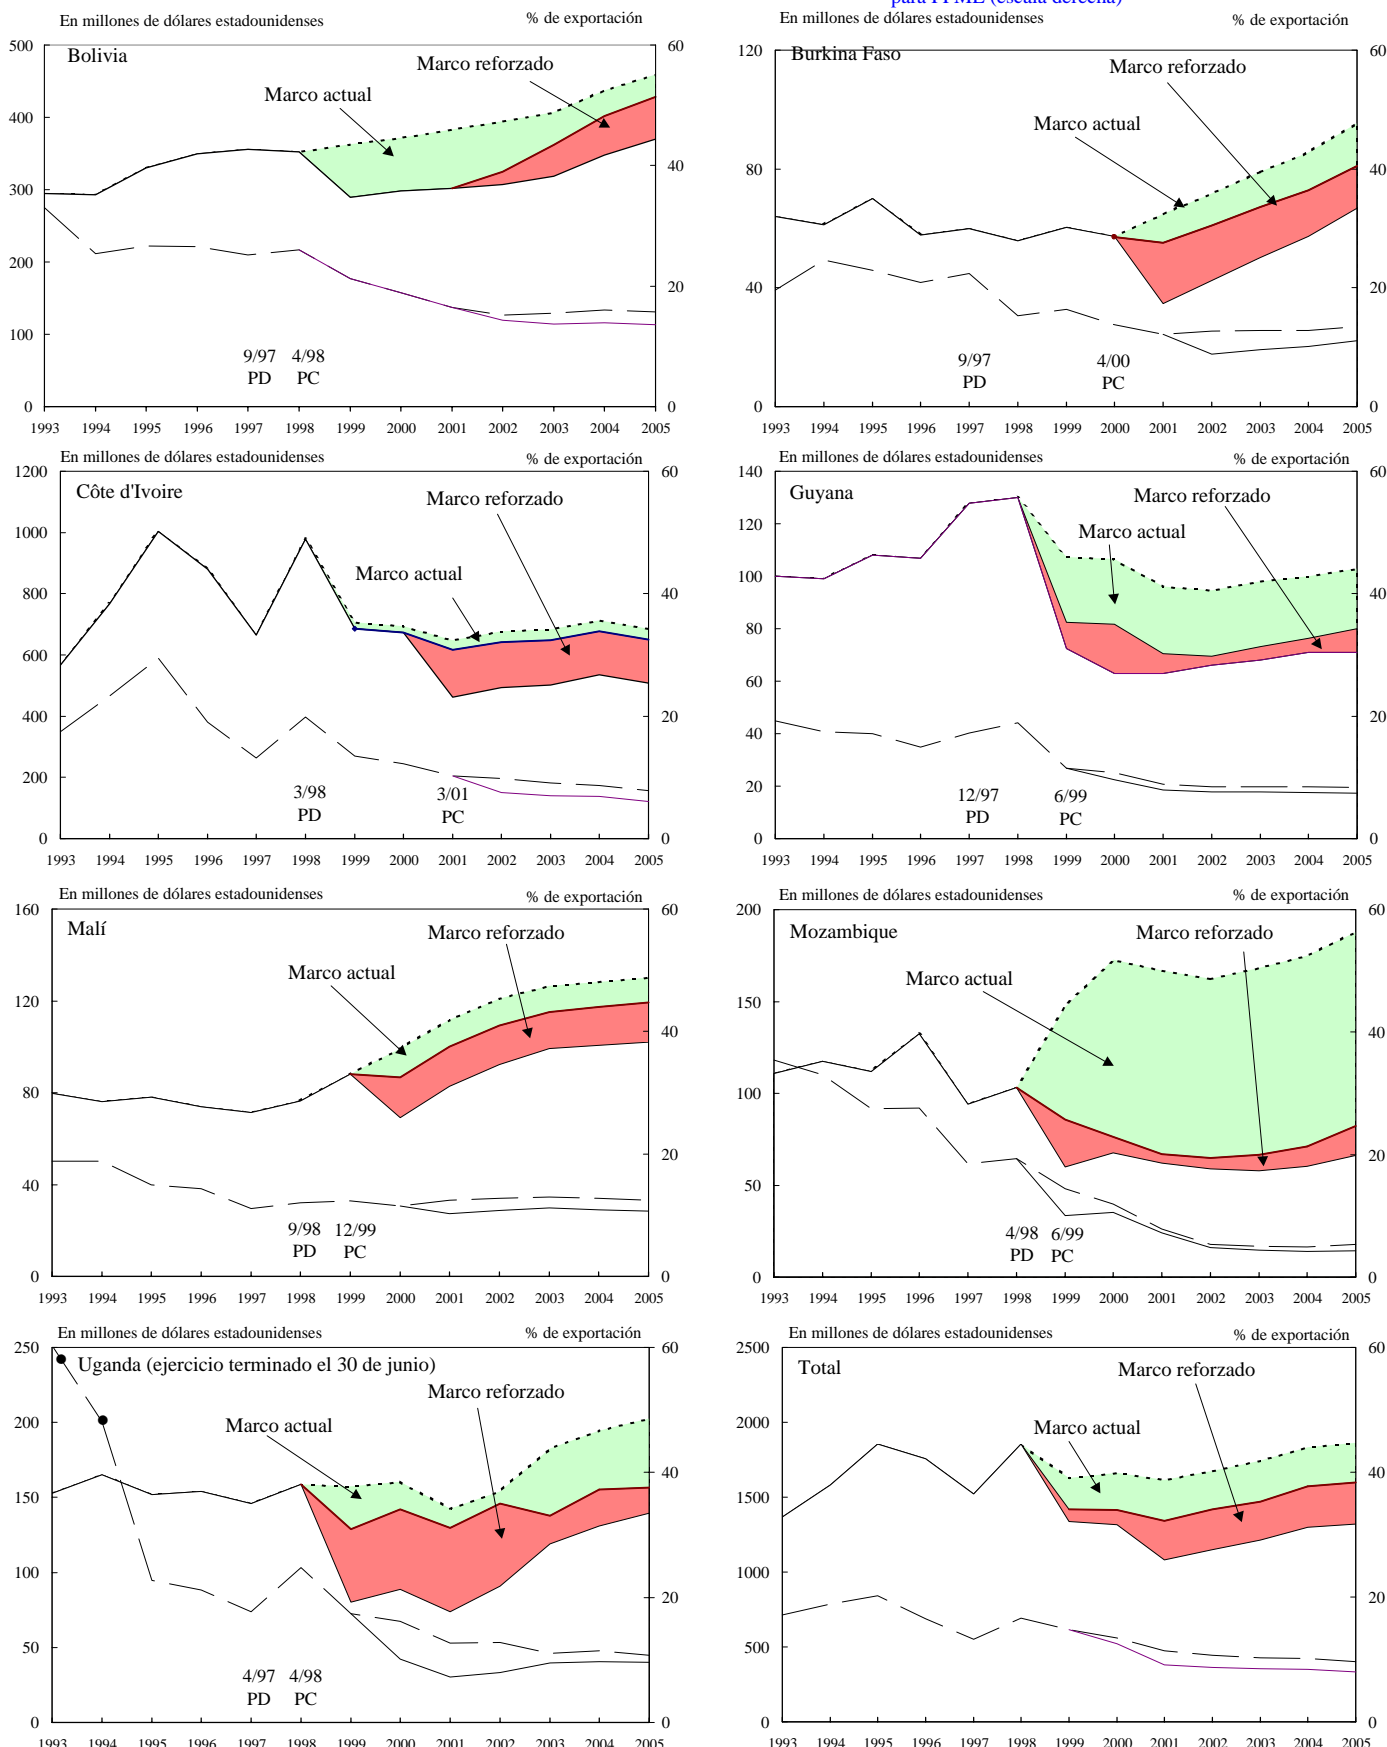 para PPME (escala derecha)
En millones de dólares estadounidenses % de exportación
Bolivia
Marco reforzado
Marco actual
500
400
300
200
100
0
60
40
20
0
9/97 4/98
PD PC
1993 1994 1995 1996 1997 1998 1999 2000 2001 2002 2003 2004 2005
En millones de dólares estadounidenses % de exportación
Burkina Faso
Marco reforzado
Marco actual
120
80
40
0
60
40
20
0
9/97 4/00
PD PC
1993 1994 1995 1996 1997 1998 1999 2000 2001 2002 2003 2004 2005
En millones de dólares estadounidenses % de exportación
Côte d'Ivoire
Marco reforzado
Marco actual
1200
1000
800
600
400
200
0
60
40
20
0
3/98 3/01
PD PC
1993 1994 1995 1996 1997 1998 1999 2000 2001 2002 2003 2004 2005
En millones de dólares estadounidenses % de exportación
Guyana
Marco reforzado
Marco actual
140
120
100
80
60
40
20
0
60
40
20
0
12/97 6/99
PD PC
1993 1994 1995 1996 1997 1998 1999 2000 2001 2002 2003 2004 2005
En millones de dólares estadounidenses % de exportación
Malí
Marco reforzado
Marco actual
160
120
80
40
0
60
40
20
0
9/98 12/99
PD PC
1993 1994 1995 1996 1997 1998 1999 2000 2001 2002 2003 2004 2005
En millones de dólares estadounidenses % de exportación
Mozambique
Marco reforzado
Marco actual
200
150
100
50
0
60
40
20
0
4/98 6/99
PD PC
1993 1994 1995 1996 1997 1998 1999 2000 2001 2002 2003 2004 2005
En millones de dólares estadounidenses % de exportación
Uganda (ejercicio terminado el 30 de junio)
Marco reforzado
Marco actual
250
200
150
100
50
0
60
40
20
0
4/97 4/98
PD PC
1993 1994 1995 1996 1997 1998 1999 2000 2001 2002 2003 2004 2005
En millones de dólares estadounidenses % de exportación
Total
Marco reforzado
Marco actual
2500
2000
1500
1000
500
0
60
40
20
0
1993 1994 1995 1996 1997 1998 1999 2000 2001 2002 2003 2004 2005